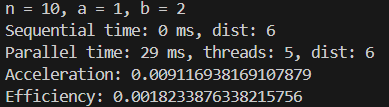 n = 10, a = 1, b = 2
Sequential time: 0 ms, dist: 6
Parallel time: 29 ms, threads: 5, dist: 6
Acceleration: 0.009116938169107879
Efficiency: 0.0018233876338215756